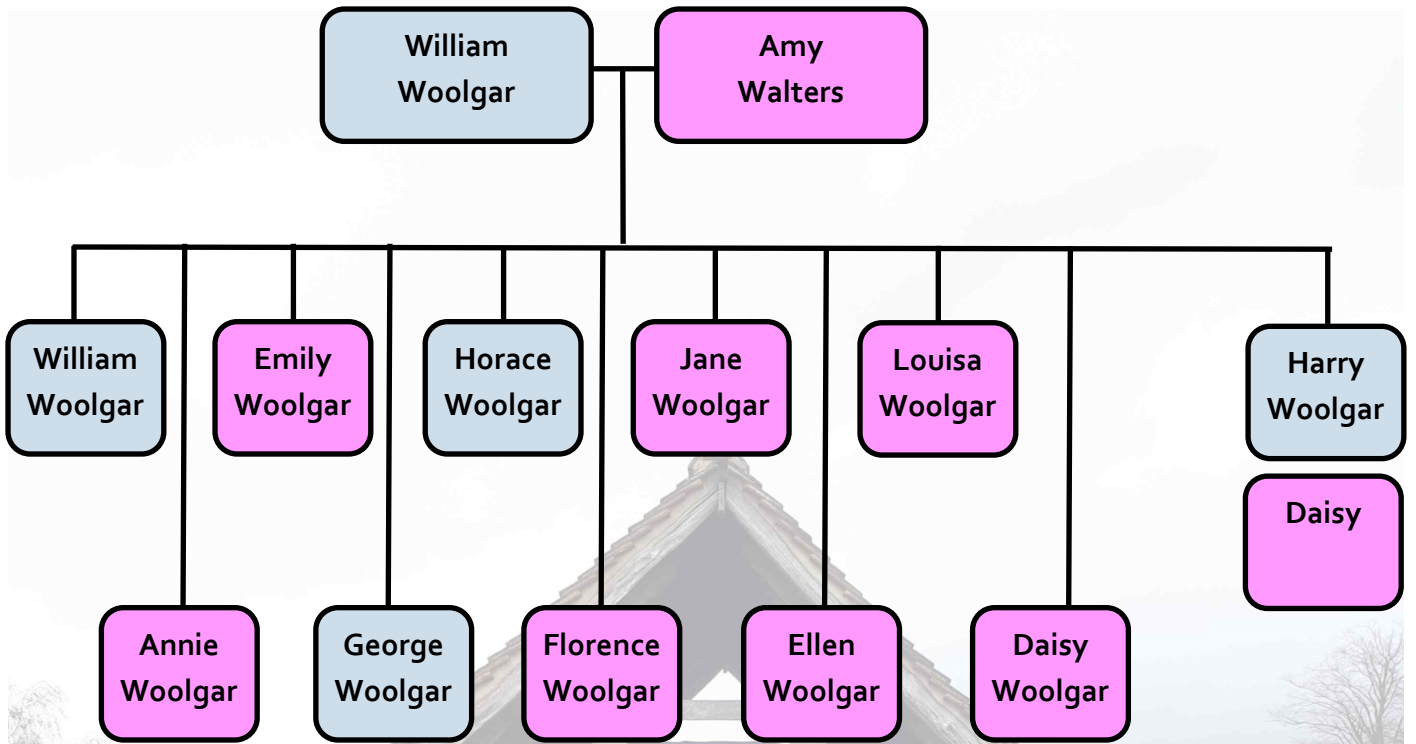 William
Woolgar
Amy
Walters
William
Woolgar
Emily
Woolgar
Horace
Woolgar
Jane
Woolgar
Louisa
Woolgar
Harry
Woolgar
Daisy
Annie
Woolgar
George
Woolgar
Florence
Woolgar
Ellen
Woolgar
Daisy
Woolgar